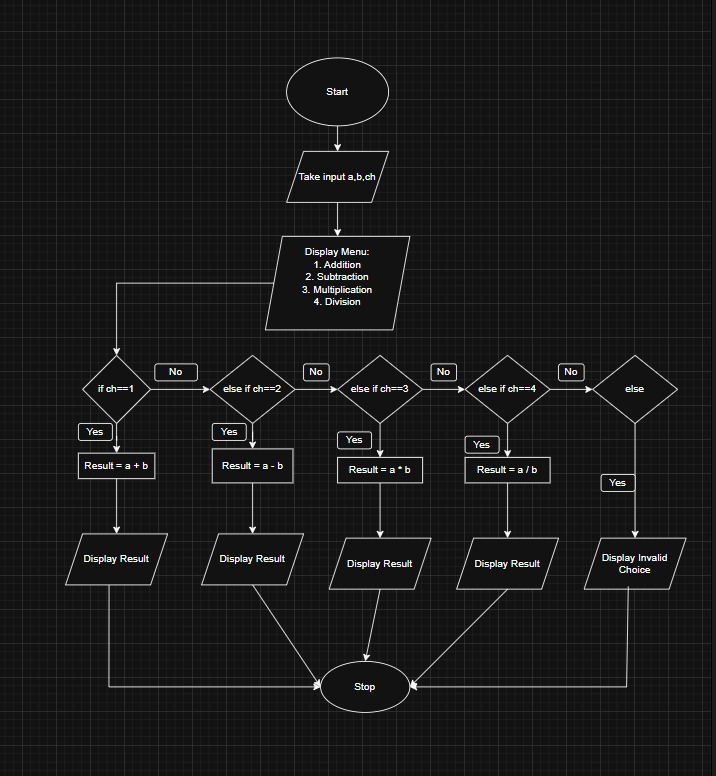 Start
Take input a,b,ch
Display Menu:
1. Addition
2. Subtraction
3. Multiplication
4. Division
if ch==1
No
else if ch==2
No
else if ch==3
No
else if ch==4
No
else
Yes
Yes
Yes
Yes
Yes
Result = a + b
Result = a - b
Result = a * b
Result = a / b
Display Result
Display Result
Display Result
Display Result
Display Invalid
Choice
Stop